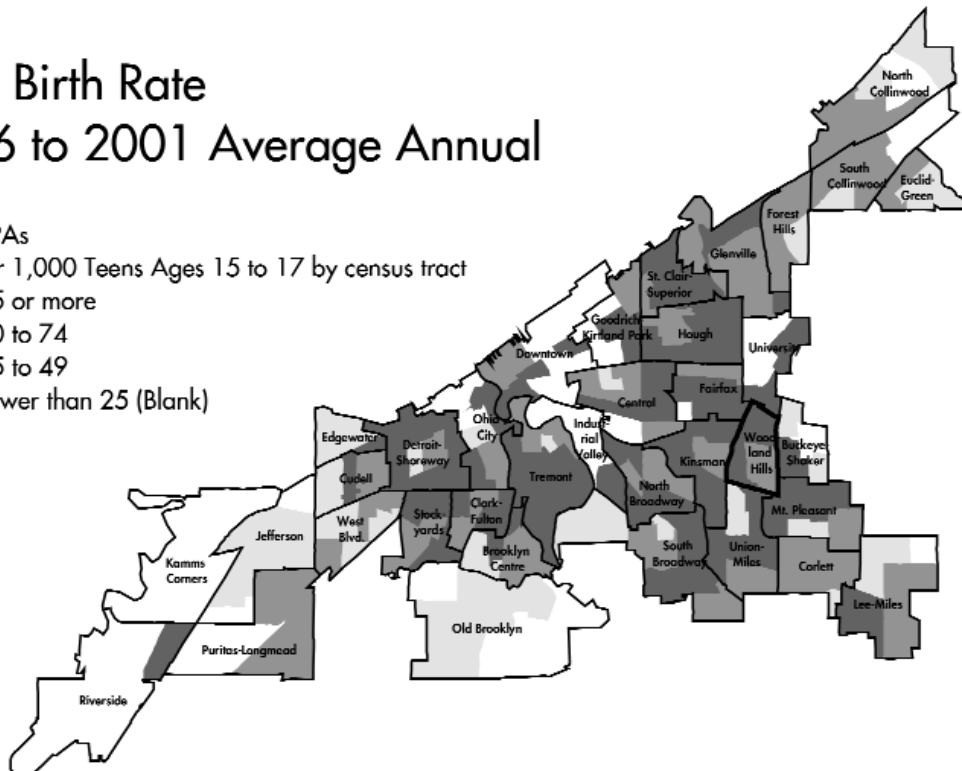 Birth Rate
6 to 2001 Average Annual
PAs
r 1,000 Teens Ages 15 to 17 by census tract
5 or more
0 to 74
5 to 49
wer than 25 (Blank)
North
Collinwood
South
Collinwood
Euclid-
Green
Forest
Hills
Glenville
St. Clair-
Superior
Goodrich
Kirtland Park
Hough
University
Downtown
Fairfax
Central
Ohio
City
Indust-
rial
Valley
Edgewater
Detroit-
Shoreway
Wood
land
Hills
Buckeye
Shaker
Kinsman
Cudell
Tremont
North
Broadway
Mt. Pleasant
Clark-
Fulton
Stock-
yards
West
Blvd.
Jefferson
South
Broadway
Union-
Miles
Brooklyn
Centre
Corlett
Kamms
Corners
Lee-Miles
Old Brooklyn
Puritas-Longmead
Riverside